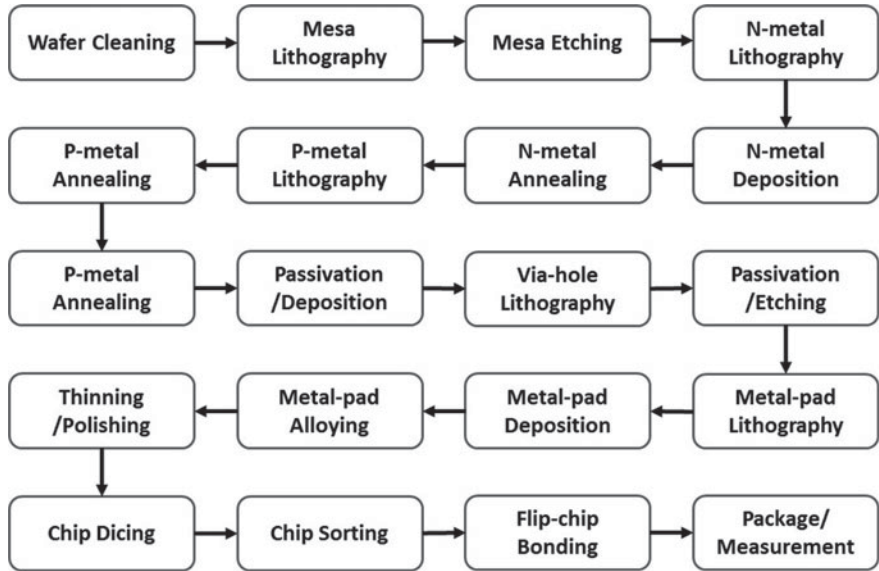 Wafer Cleaning
Mesa
Lithography
Mesa Etching
N-metal
Lithography
P-metal
Annealing
P-metal
Lithography
N-metal
Annealing
N-metal
Deposition
P-metal
Annealing
Passivation
/Deposition
Via-hole
Lithography
Passivation
/Etching
Thinning
/Polishing
Metal-pad
Alloying
Metal-pad
Deposition
Metal-pad
Lithography
Chip Dicing
Chip Sorting
Flip-chip
Bonding
Package/
Measurement